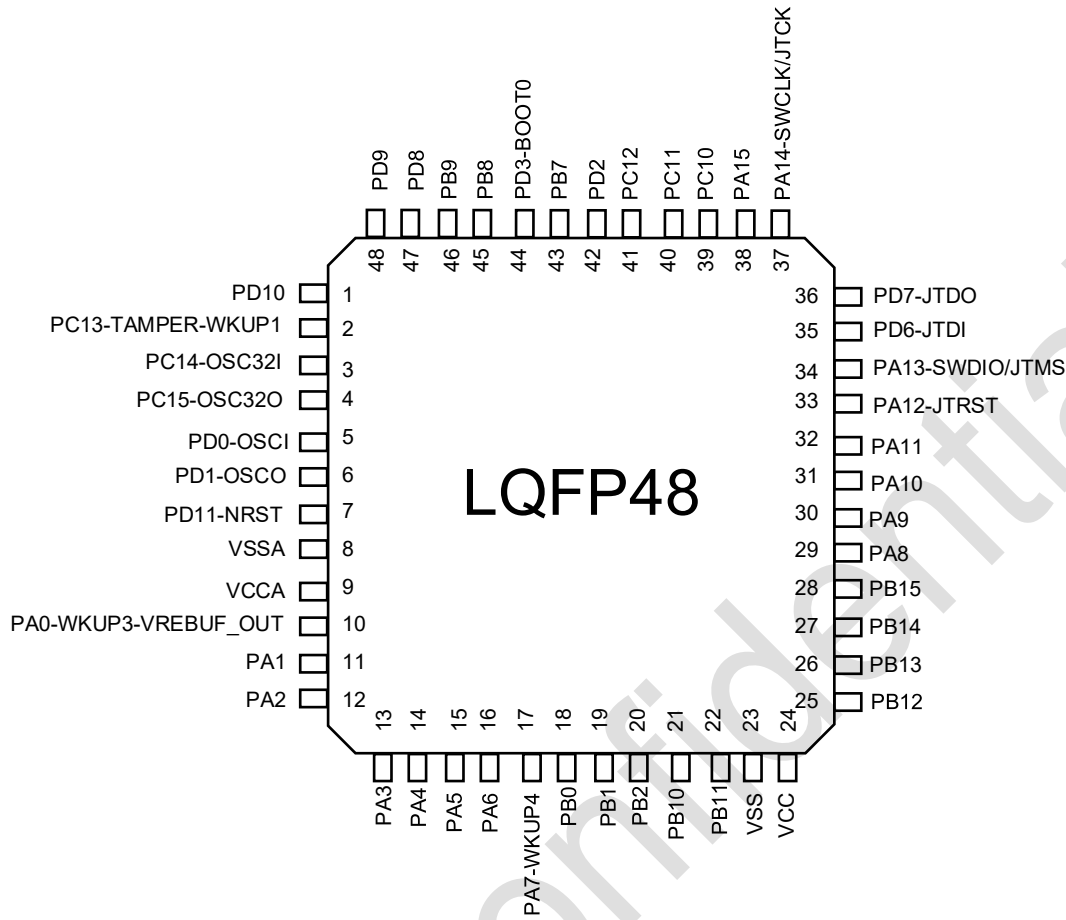 PD9
PD8
PB9
PB8
PD3-BOOT0
PB7
PD2
PC12
PC11
PC10
PA15
PA14-SWCLK/JTCK
48
47
46
45
44
43
42
41
40
39
38
37
PD10
1
PC13-TAMPER-WKUP1
2
PC14-OSC32I
3
PC15-OSC32O
4
PD0-OSCI
5
PD1-OSCO
6
PD11-NRST
7
VSSA
8
VCCA
9
PA0-WKUP3-VREBUF_OUT
10
PA1
11
PA2
12
LQFP48
36
PD7-JTDO
35
PD6-JTDI
34
PA13-SWDIO/JTMS
33
PA12-JTRST
32
PA11
31
PA10
30
PA9
29
PA8
28
PB15
27
PB14
26
PB13
25
PB12
13
14
15
16
17
18
19
20
21
22
23
24
PA3
PA4
PA5
PA6
PA7-WKUP4
PB0
PB1
PB2
PB10
PB11
VSS
VCC
onfidentia